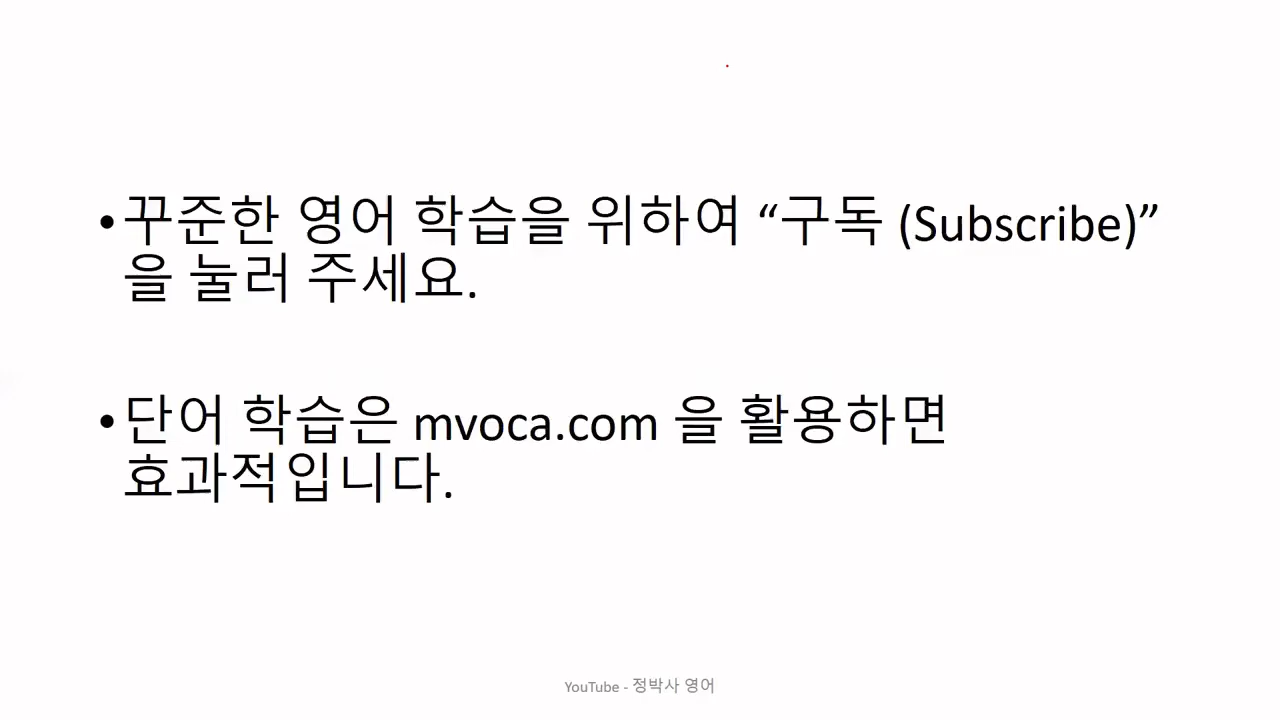 • 꾸준한 영어 학습을 위하여 “구독 (Subscribe)”
을 눌러 주세요.
• 단어 학습은 mvoca.com 을 활용하면
효과적입니다.
YouTube - 정박사 영어